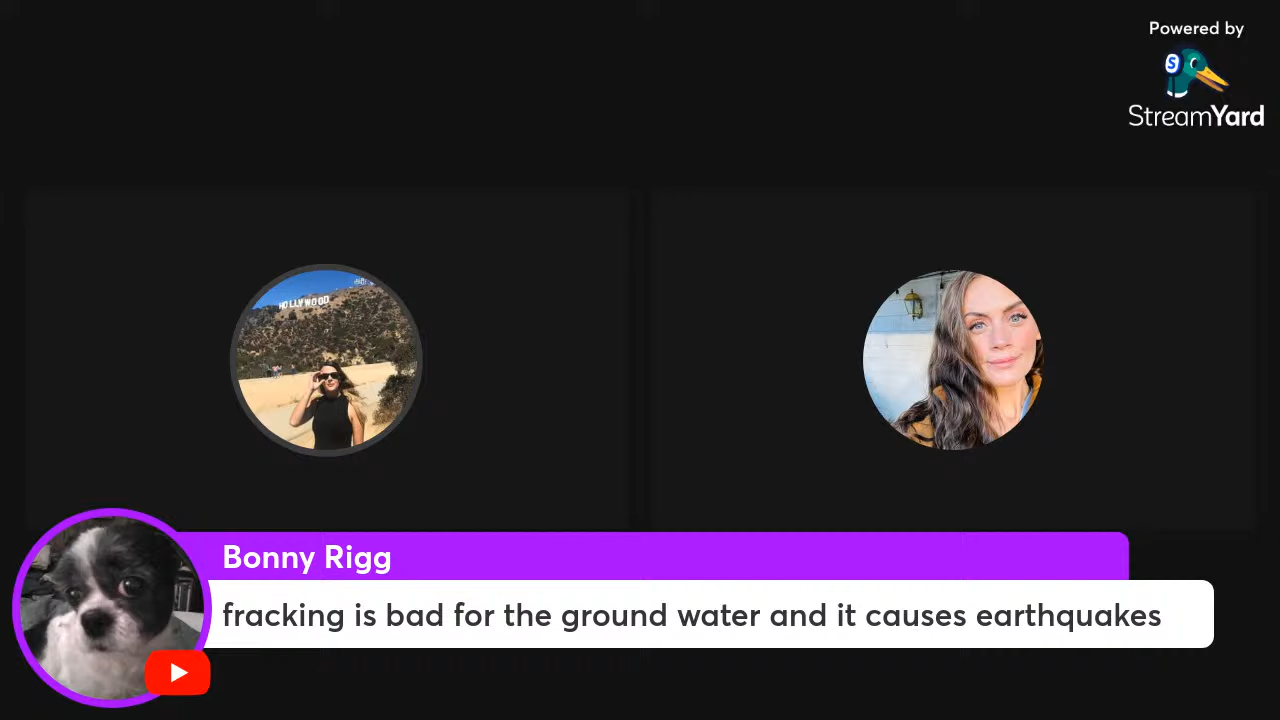 Powered by
S
StreamYard
HOLLYWOOD
Bonny Rigg
fracking is bad for the ground water and it causes earthquakes